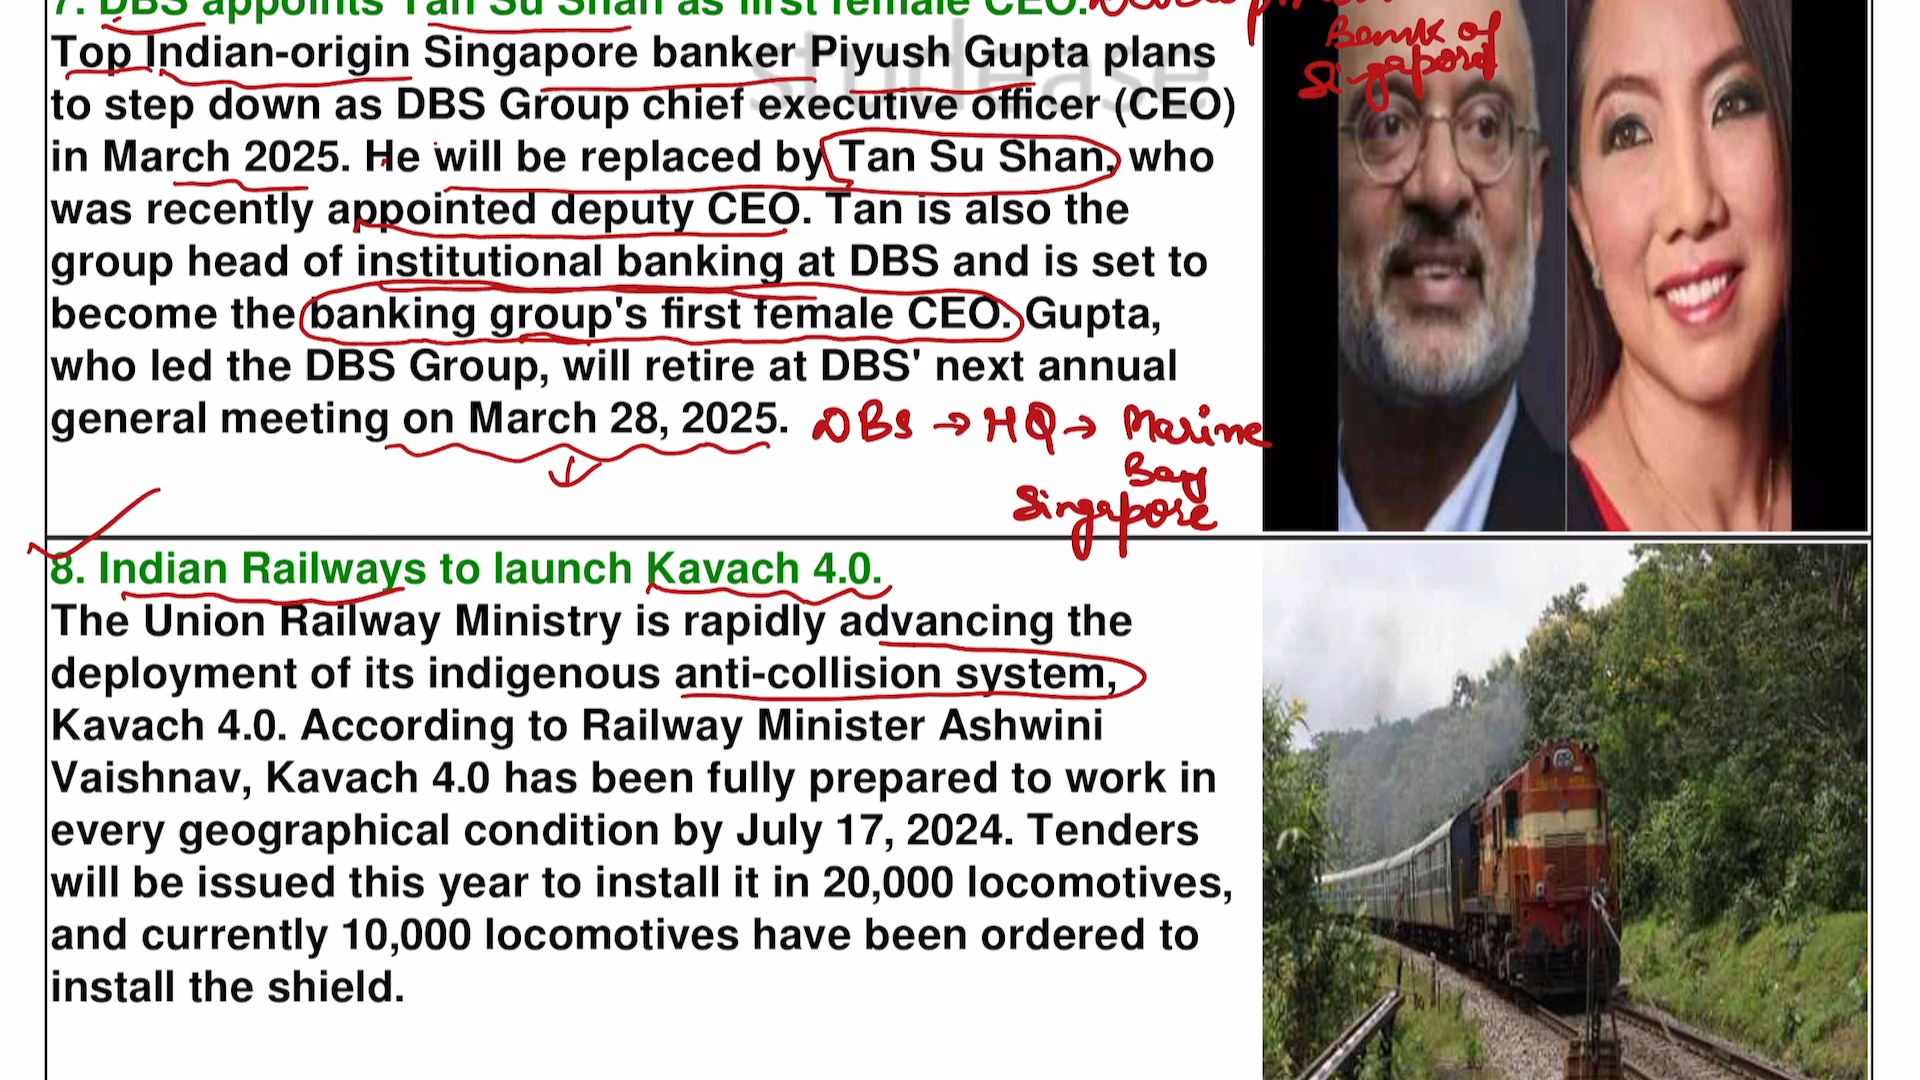 7. DBS appoints Tan Su Shan as first female CEO. Development
Bank of
Singapore
studease
Top Indian-origin Singapore banker Piyush Gupta plans
to step down as DBS Group chief executive officer (CEO)
in March 2025. He will be replaced by Tan Su Shan, who
was recently appointed deputy CEO. Tan is also the
group head of institutional banking at DBS and is set to
become the banking group's first female CEO. Gupta,
who led the DBS Group, will retire at DBS' next annual
general meeting on March 28, 2025. DBS → HQ → Marine
Bay
Singapore
8. Indian Railways to launch Kavach 4.0.
The Union Railway Ministry is rapidly advancing the
deployment of its indigenous anti-collision system,
Kavach 4.0. According to Railway Minister Ashwini
Vaishnav, Kavach 4.0 has been fully prepared to work in
every geographical condition by July 17, 2024. Tenders
will be issued this year to install it in 20,000 locomotives,
and currently 10,000 locomotives have been ordered to
install the shield.